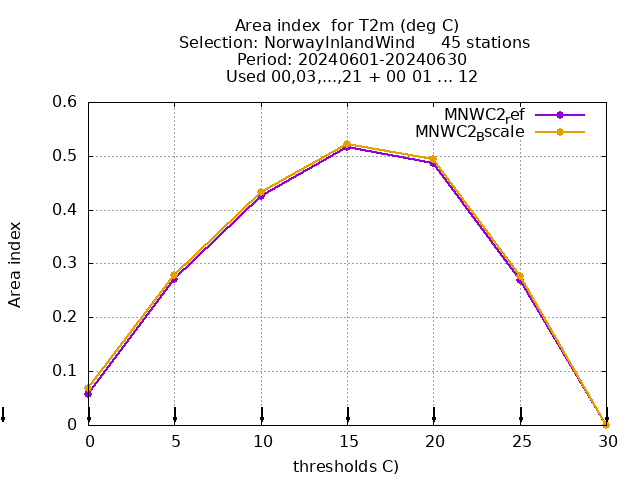 Area index  for T2m (deg C)
Selection: NorwayInlandWind     45 stations
Period: 20240601-20240630
Used 00,03,...,21 + 00 01 ... 12
MNWC2ref
MNWC2Bscale
0.6
0.5
0.4
0.3
0.2
0.1
0
Area index
0 5 10 15 20 25 30
thresholds C)